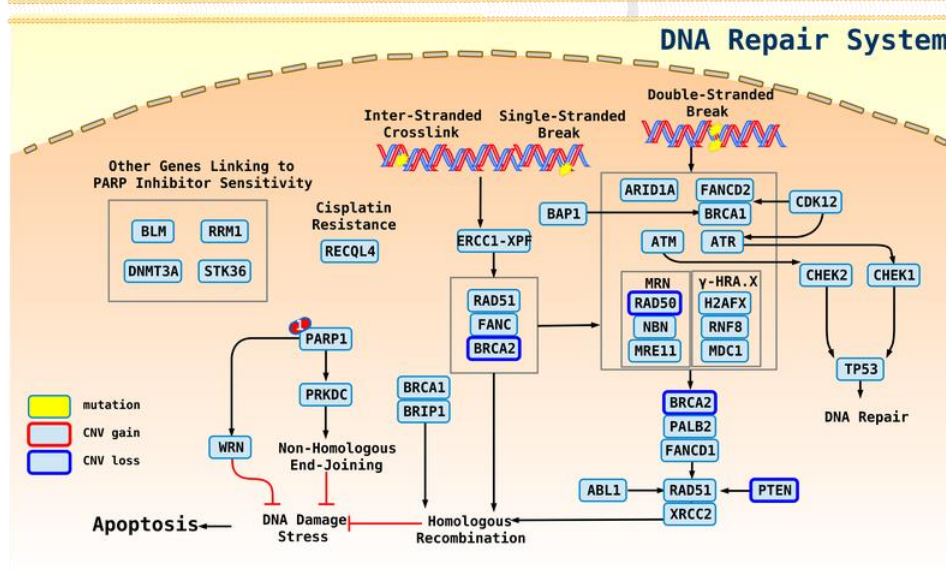 DNA Repair System
Double-Stranded
Break
Inter-Stranded
Crosslink
Single-Stranded
Break
Other Genes Linking to
PARP Inhibitor Sensitivity
BLM
RRM1
DNMT3A
STK36
Cisplatin
Resistance
RECQL4
BAP1
ERCC1-XPF
ARID1A
FANCD2
BRCA1
CDK12
ATM
ATR
CHEK2
CHEK1
RAD51
FANC
BRCA2
MRN
RAD50
NBN
MRE11
γ-HRA.X
H2AFX
RNF8
MDC1
PARP1
PRKDC
WRN
BRCA1
BRIP1
TP53
DNA Repair
BRCA2
PALB2
FANCD1
mutation
CNV gain
CNV loss
Non-Homologous
End-Joining
ABL1
RAD51
XRCC2
PTEN
Apoptosis
DNA Damage
Stress
Homologous
Recombination